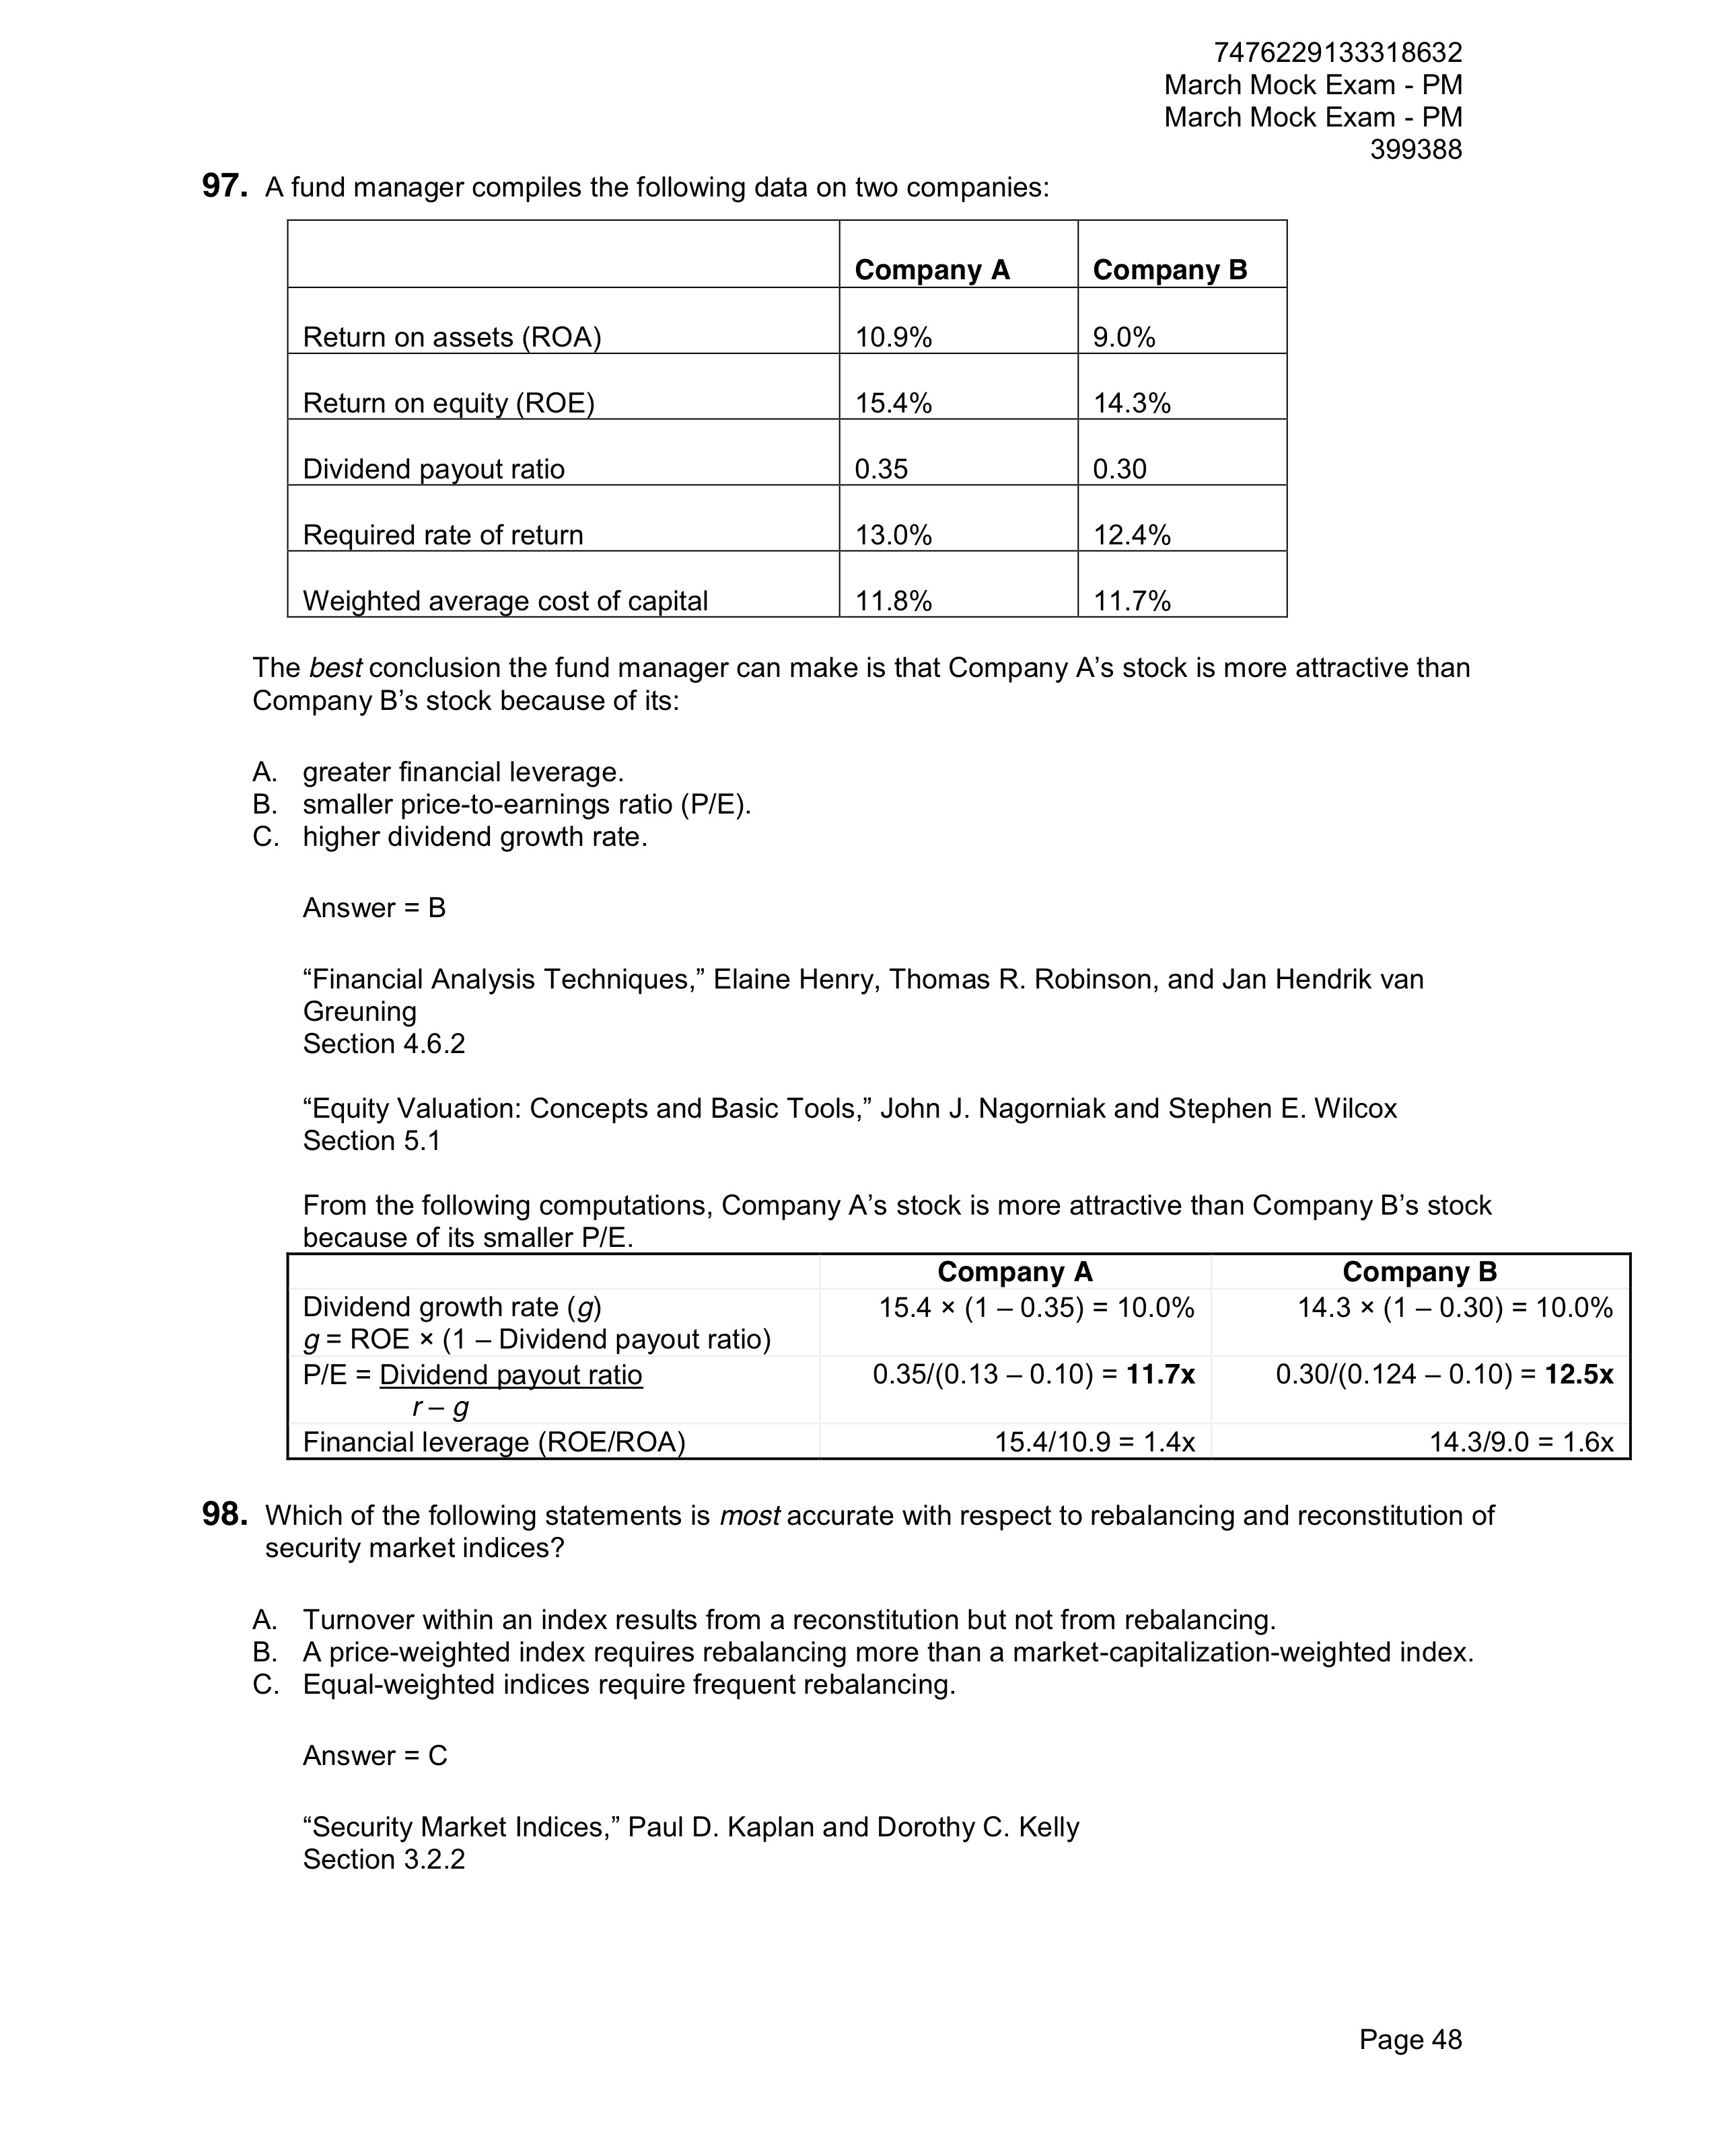 7476229133318632
March Mock Exam - PM
March Mock Exam - PM
399388
97. A fund manager compiles the following data on two companies:
Company A Company B
Return on assets (ROA) 10.9% 9.0%
Return on equity (ROE) 15.4% 14.3%
Dividend payout ratio 0.35 0.30
Required rate of return 13.0% 12.4%
Weighted average cost of capital 11.8% 11.7%
The best conclusion the fund manager can make is that Company A’s stock is more attractive than
Company B’s stock because of its:
A. greater financial leverage.
B. smaller price-to-earnings ratio (P/E).
C. higher dividend growth rate.
Answer = B
“Financial Analysis Techniques,” Elaine Henry, Thomas R. Robinson, and Jan Hendrik van
Greuning
Section 4.6.2
“Equity Valuation: Concepts and Basic Tools,” John J. Nagorniak and Stephen E. Wilcox
Section 5.1
From the following computations, Company A’s stock is more attractive than Company B’s stock
because of its smaller P/E.
Company A Company B
Dividend growth rate (g) 15.4 × (1 – 0.35) = 10.0% 14.3 × (1 – 0.30) = 10.0%
g = ROE × (1 – Dividend payout ratio)
P/E = Dividend payout ratio 0.35/(0.13 – 0.10) = 11.7x 0.30/(0.124 – 0.10) = 12.5x
r – g
Financial leverage (ROE/ROA) 15.4/10.9 = 1.4x 14.3/9.0 = 1.6x
98. Which of the following statements is most accurate with respect to rebalancing and reconstitution of
security market indices?
A. Turnover within an index results from a reconstitution but not from rebalancing.
B. A price-weighted index requires rebalancing more than a market-capitalization-weighted index.
C. Equal-weighted indices require frequent rebalancing.
Answer = C
“Security Market Indices,” Paul D. Kaplan and Dorothy C. Kelly
Section 3.2.2
Page 48